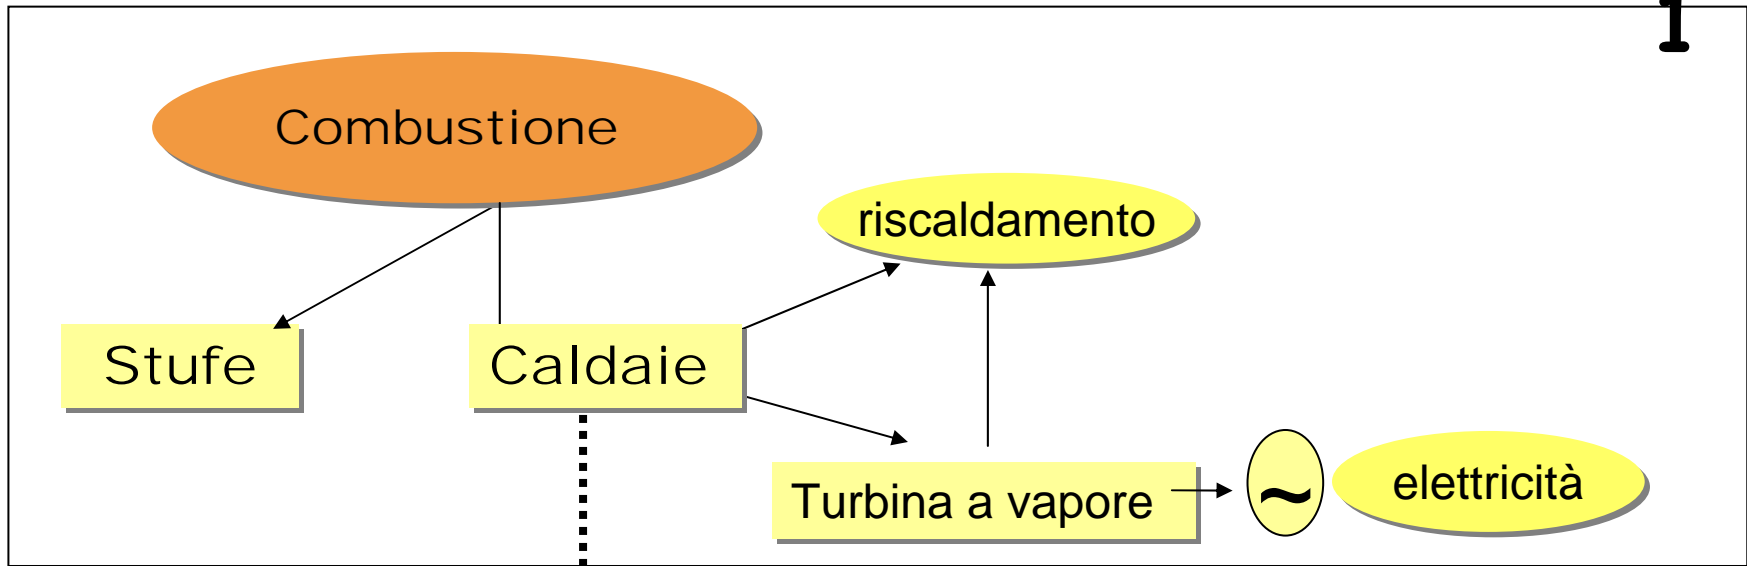 1
Combustione
riscaldamento
Stufe
Caldaie
Turbina a vapore
~
elettricità